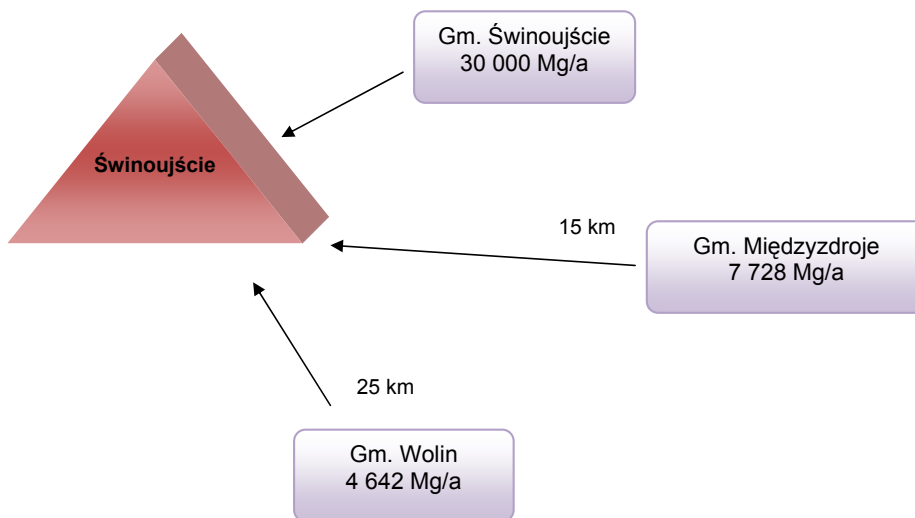 Gm. Świnoujście
30 000 Mg/a
Świnoujście
15 km
Gm. Międzyzdroje
7 728 Mg/a
25 km
Gm. Wolin
4 642 Mg/a